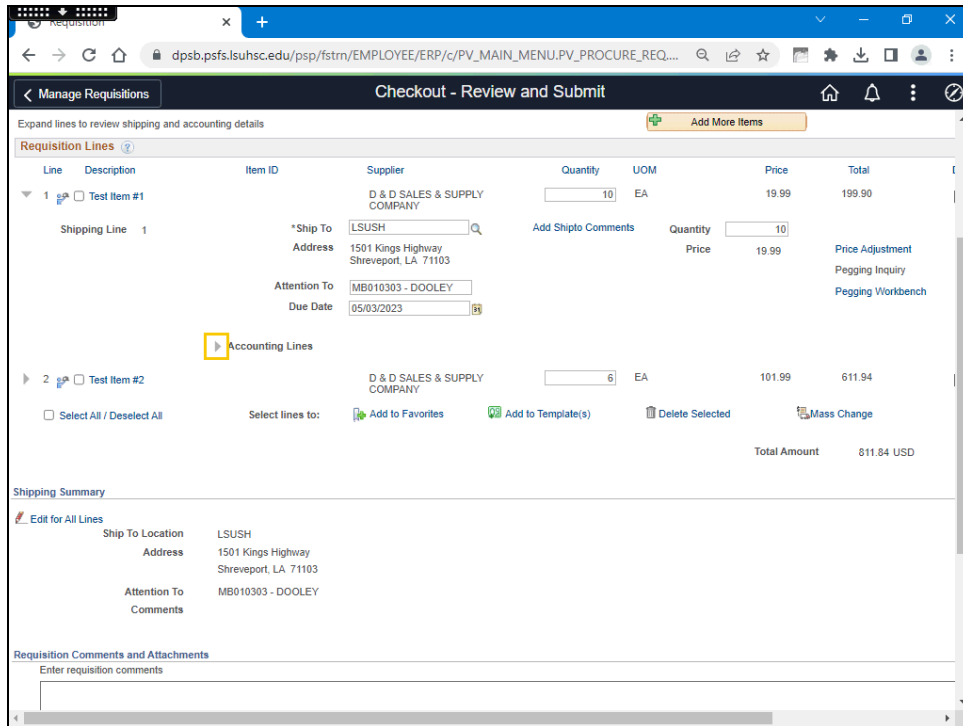 Requisition
dpsb.psfs.lsuhsc.edu/psp/fstrn/EMPLOYEE/ERP/c/PV_MAIN_MENU.PV_PROCURE_REQ....
Manage Requisitions
Checkout - Review and Submit
Expand lines to review shipping and accounting details
Add More Items
Requisition Lines ?
Line Description Item ID Supplier Quantity UOM Price Total
1 Test Item #1 D & D SALES & SUPPLY COMPANY 10 EA 19.99 199.90
Shipping Line 1 *Ship To LSUSH Add Shipto Comments Quantity 10
Address 1501 Kings Highway Price 19.99 Price Adjustment
Shreveport, LA 71103
Pegging Inquiry
Attention To MB010303 - DOOLEY Pegging Workbench
Due Date 05/03/2023 31
Accounting Lines
2 Test Item #2 D & D SALES & SUPPLY COMPANY 6 EA 101.99 611.94
Select All / Deselect All Select lines to: Add to Favorites Add to Template(s) Delete Selected Mass Change
Total Amount 811.84 USD
Shipping Summary
Edit for All Lines
Ship To Location LSUSH
Address 1501 Kings Highway
Shreveport, LA 71103
Attention To MB010303 - DOOLEY
Comments
Requisition Comments and Attachments
Enter requisition comments